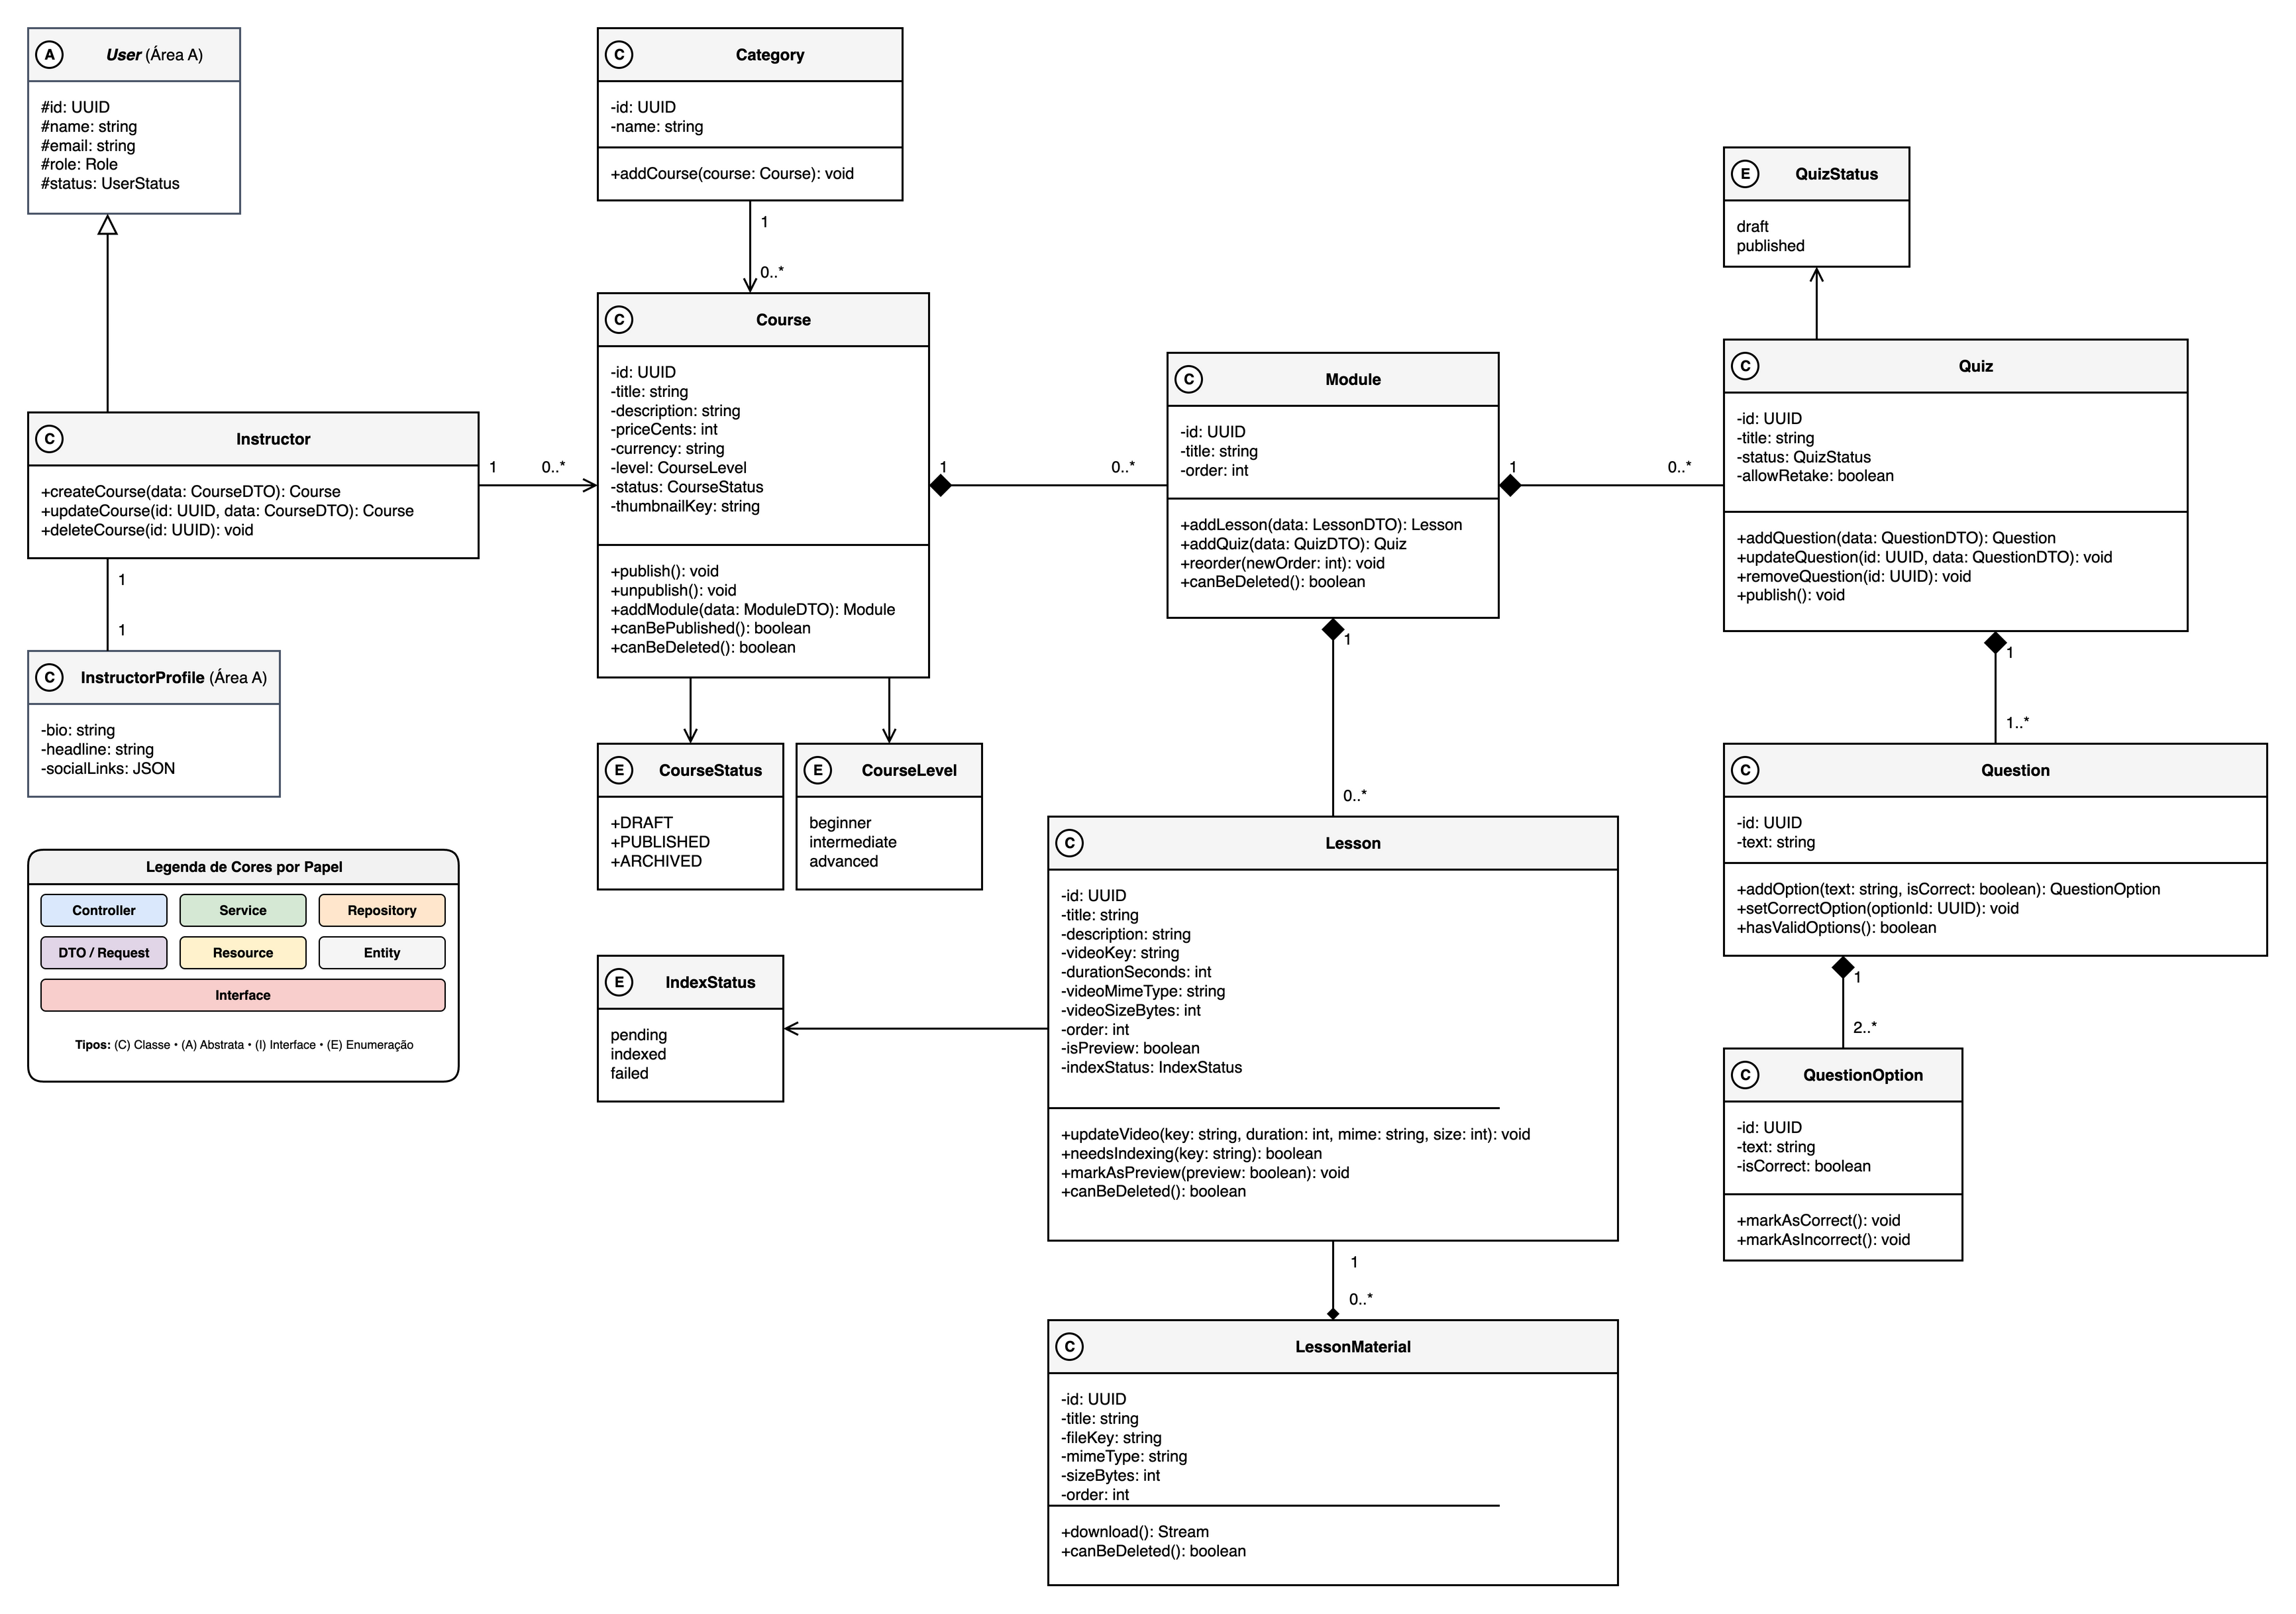 A
User (Área A)
#id: UUID
#name: string
#email: string
#role: Role
#status: UserStatus
C
Category
-id: UUID
-name: string
+addCourse(course: Course): void
1
0..*
E
QuizStatus
draft
published
C
Instructor
+createCourse(data: CourseDTO): Course
+updateCourse(id: UUID, data: CourseDTO): Course
+deleteCourse(id: UUID): void
1
0..*
1
1
C
InstructorProfile (Área A)
-bio: string
-headline: string
-socialLinks: JSON
C
Course
-id: UUID
-title: string
-description: string
-priceCents: int
-currency: string
-level: CourseLevel
-status: CourseStatus
-thumbnailKey: string
+publish(): void
+unpublish(): void
+addModule(data: ModuleDTO): Module
+canBePublished(): boolean
+canBeDeleted(): boolean
1
0..*
C
Module
-id: UUID
-title: string
-order: int
+addLesson(data: LessonDTO): Lesson
+addQuiz(data: QuizDTO): Quiz
+reorder(newOrder: int): void
+canBeDeleted(): boolean
1
0..*
1
0..*
C
Quiz
-id: UUID
-title: string
-status: QuizStatus
-allowRetake: boolean
+addQuestion(data: QuestionDTO): Question
+updateQuestion(id: UUID, data: QuestionDTO): void
+removeQuestion(id: UUID): void
+publish(): void
1
1..*
E
CourseStatus
+DRAFT
+PUBLISHED
+ARCHIVED
E
CourseLevel
beginner
intermediate
advanced
C
Question
-id: UUID
-text: string
+addOption(text: string, isCorrect: boolean): QuestionOption
+setCorrectOption(optionId: UUID): void
+hasValidOptions(): boolean
1
2..*
Legenda de Cores por Papel
Controller
Service
Repository
DTO / Request
Resource
Entity
Interface
Tipos: (C) Classe • (A) Abstrata • (I) Interface • (E) Enumeração
E
IndexStatus
pending
indexed
failed
C
Lesson
-id: UUID
-title: string
-description: string
-videoKey: string
-durationSeconds: int
-videoMimeType: string
-videoSizeBytes: int
-order: int
-isPreview: boolean
-indexStatus: IndexStatus
+updateVideo(key: string, duration: int, mime: string, size: int): void
+needsIndexing(key: string): boolean
+markAsPreview(preview: boolean): void
+canBeDeleted(): boolean
1
0..*
C
QuestionOption
-id: UUID
-text: string
-isCorrect: boolean
+markAsCorrect(): void
+markAsIncorrect(): void
C
LessonMaterial
-id: UUID
-title: string
-fileKey: string
-mimeType: string
-sizeBytes: int
-order: int
+download(): Stream
+canBeDeleted(): boolean